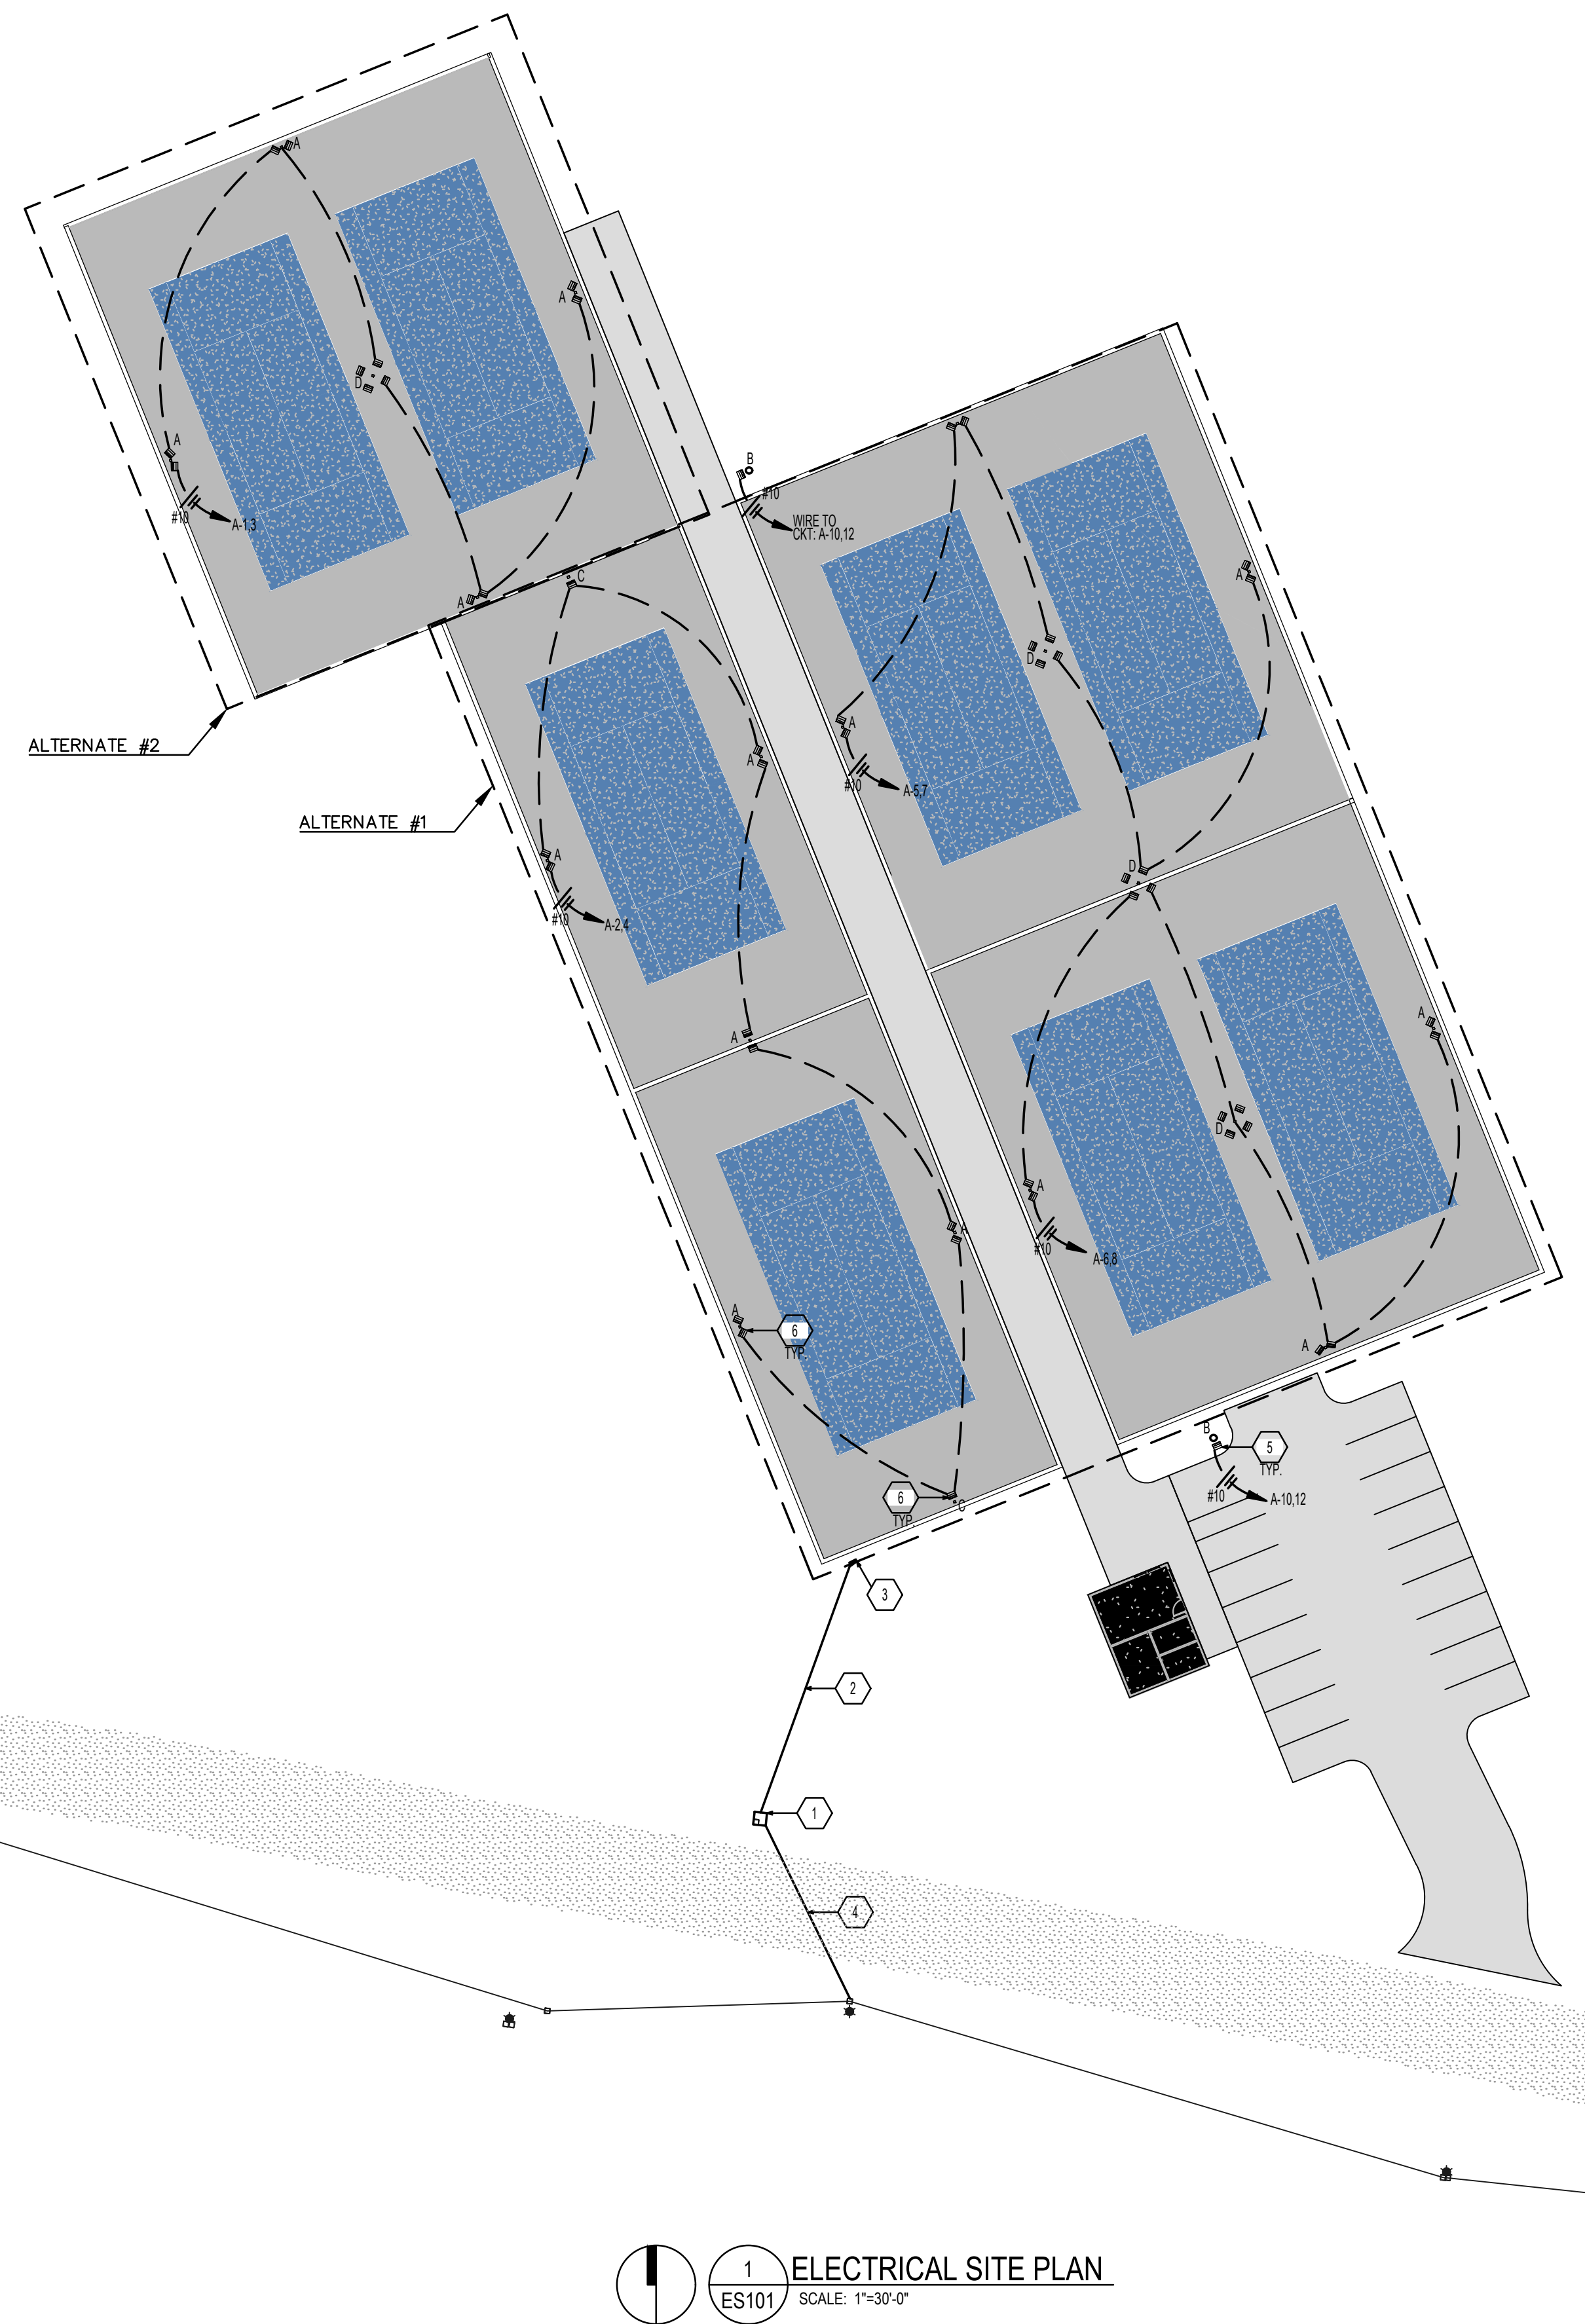 A
A
A
#10
A-1,3
D
A
B
#10
WIRE TO
CKT: A-10,12
C
A
D
A
#10
A-5,7
A
ALTERNATE #2
ALTERNATE #1
A
#10
A-2,4
D
A
A
D
A
#10
A-6,8
A
A
6
TYP.
A
6
TYP.
C
B
5
TYP.
#10
A-10,12
3
2
1
4
1
ES101
ELECTRICAL SITE PLAN
SCALE: 1"=30'-0"